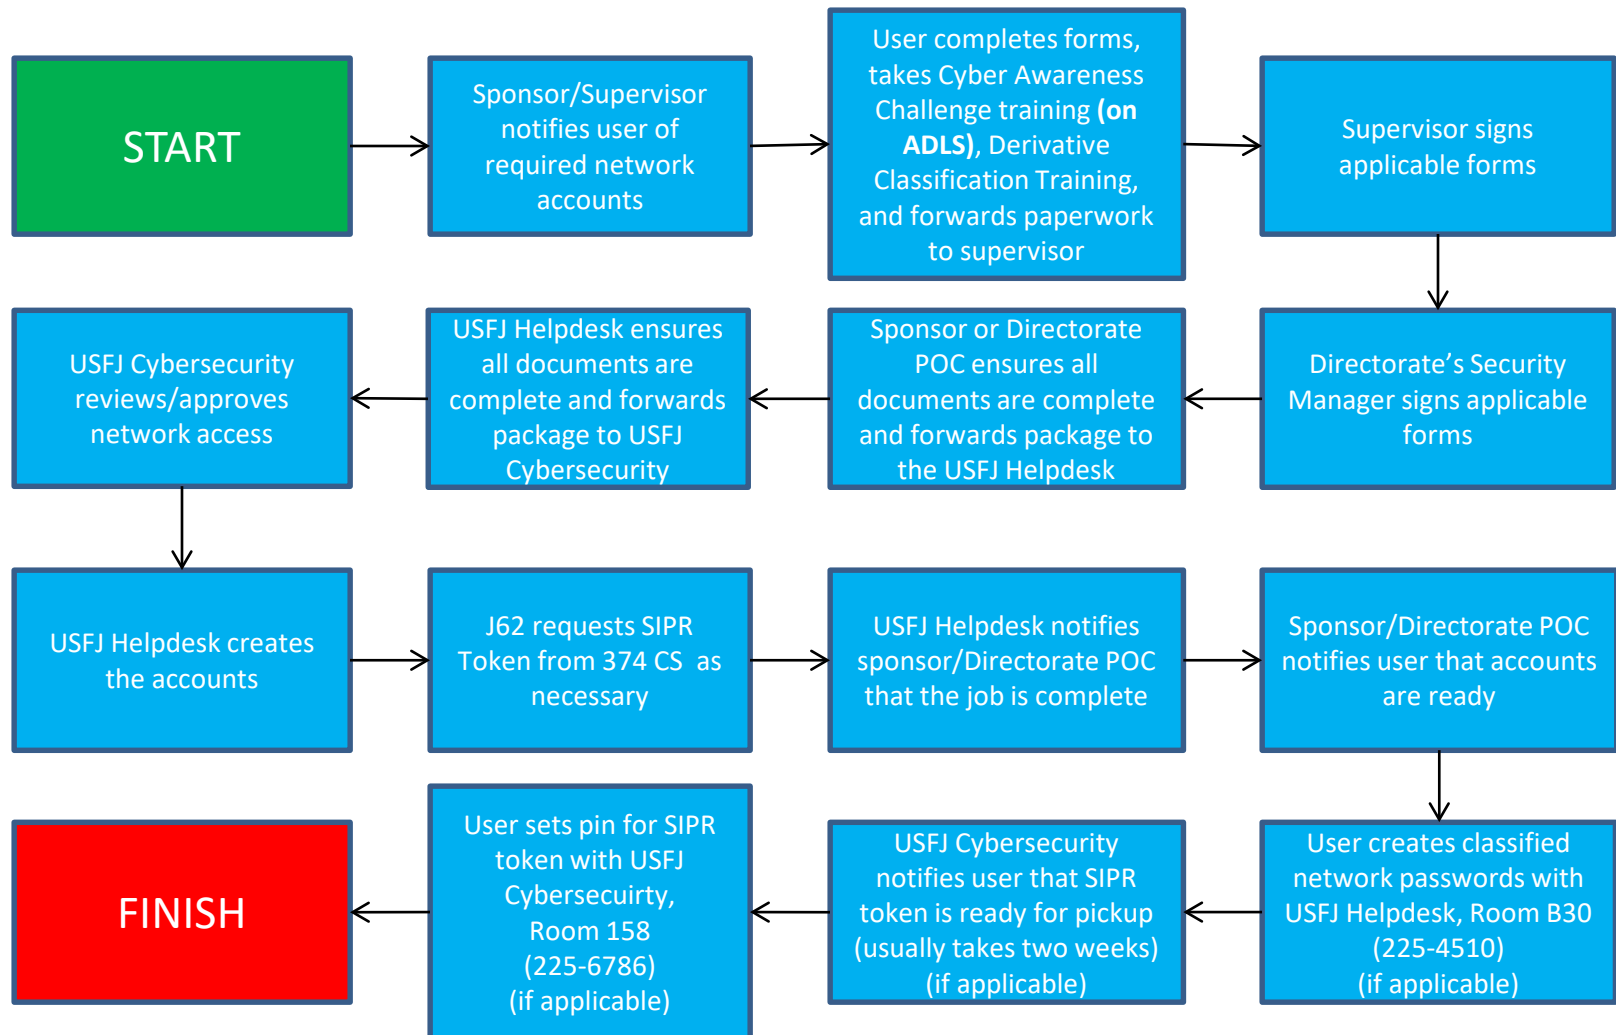 START
Sponsor/Supervisor
notifies user of
required network
accounts
User completes forms,
takes Cyber Awareness
Challenge training (on
ADLS), Derivative
Classification Training,
and forwards paperwork
to supervisor
Supervisor signs
applicable forms
Directorate’s Security
Manager signs applicable
forms
Sponsor or Directorate
POC ensures all
documents are complete
and forwards package to
the USFJ Helpdesk
USFJ Helpdesk ensures
all documents are
complete and forwards
package to USFJ
Cybersecurity
USFJ Cybersecurity
reviews/approves
network access
USFJ Helpdesk creates
the accounts
J62 requests SIPR
Token from 374 CS as
necessary
USFJ Helpdesk notifies
sponsor/Directorate POC
that the job is complete
Sponsor/Directorate POC
notifies user that accounts
are ready
User creates classified
network passwords with
USFJ Helpdesk, Room B30
(225-4510)
(if applicable)
USFJ Cybersecurity
notifies user that SIPR
token is ready for pickup
(usually takes two weeks)
(if applicable)
User sets pin for SIPR
token with USFJ
Cybersecuirty,
Room 158
(225-6786)
(if applicable)
FINISH